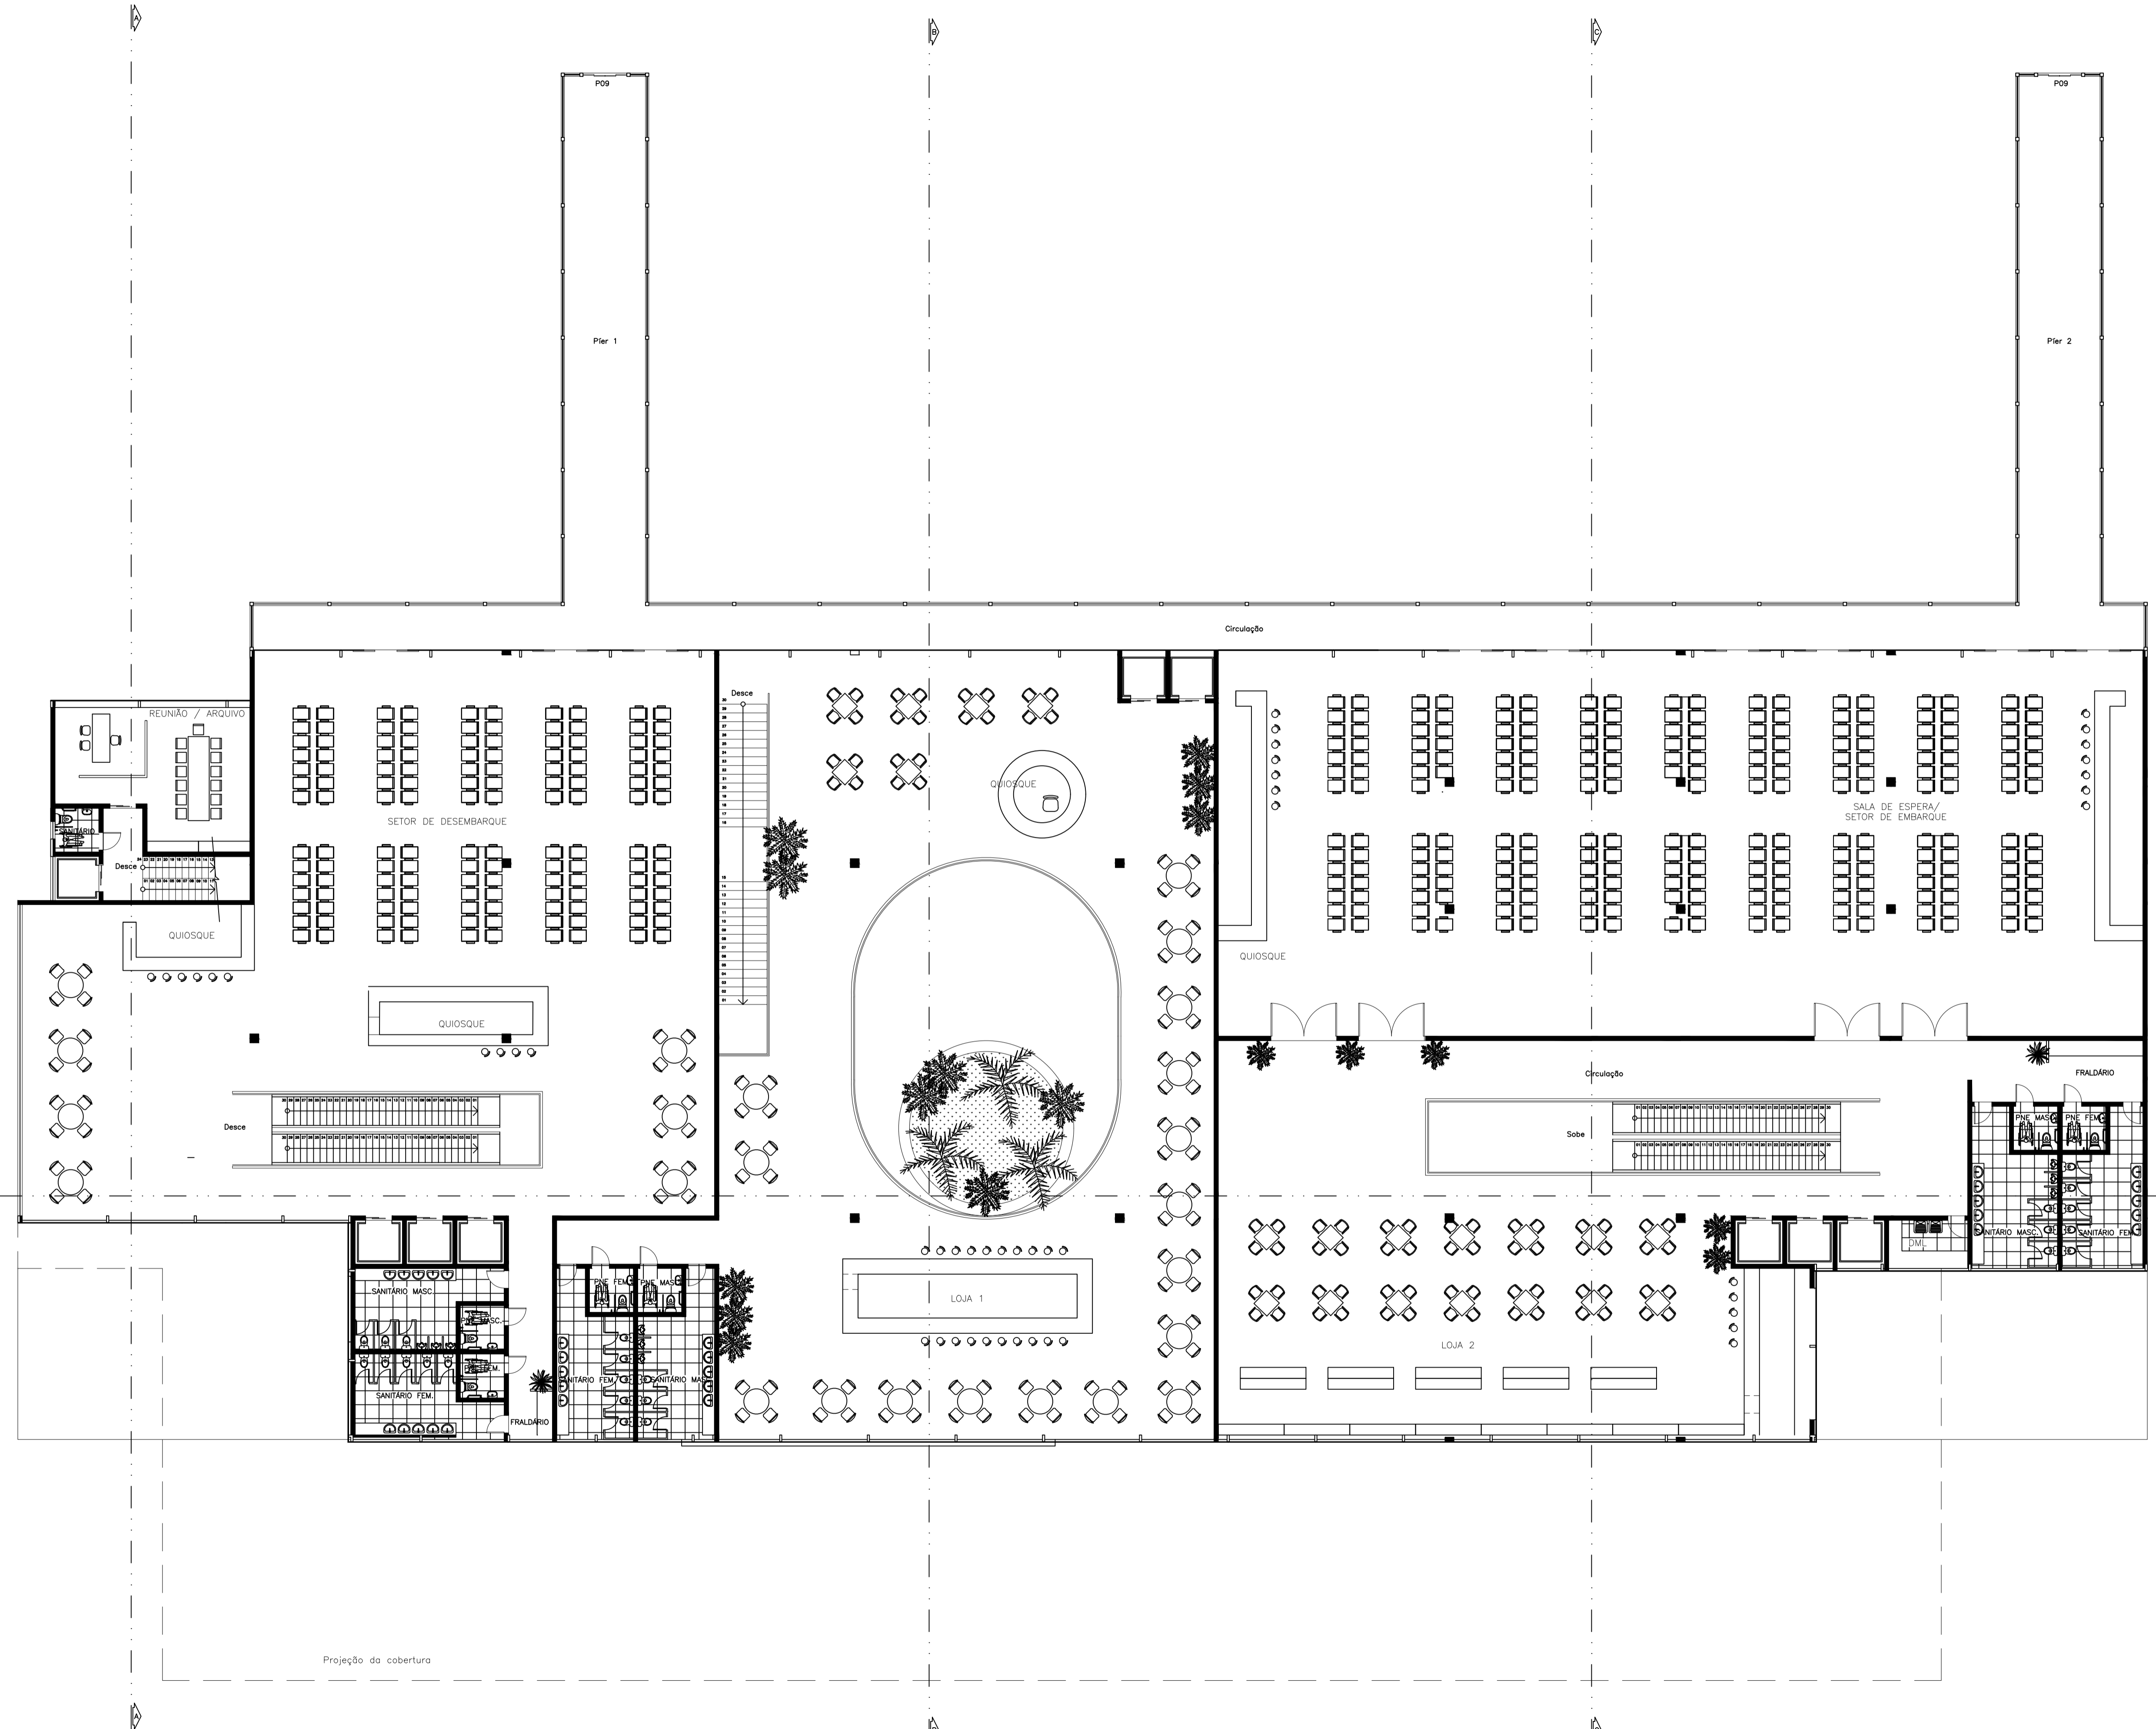 A
B
C
P09
P09
Píer 1
Píer 2
Circulação
Desce
REUNIÃO / ARQUIVO
QUIOSQUE
SALA DE ESPERA/
SETOR DE EMBARQUE
SETOR DE DESEMBARQUE
SANITÁRIO
Desce
QUIOSQUE
QUIOSQUE
QUIOSQUE
Circulação
FRALDÁRIO
PNE MASC.
PNE FEM.
Desce
Sobe
SANITÁRIO MASC.
SANITÁRIO FEM.
DML
PNE FEM.
PNE MASC.
SANITÁRIO MASC.
LOJA 1
PNE MASC.
LOJA 2
SANITÁRIO FEM.
SANITÁRIO MASC.
SANITÁRIO FEM.
FRALDÁRIO
Projeção da cobertura
A